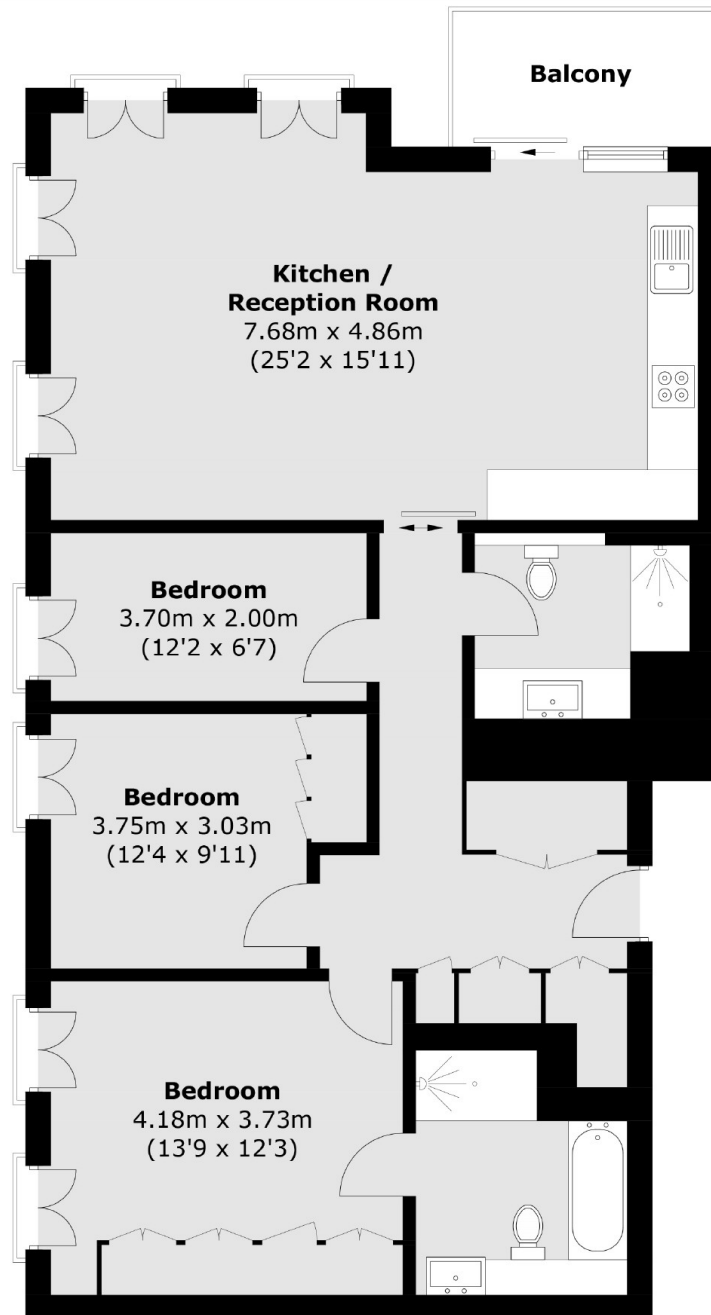 Balcony
Kitchen /
Reception Room
7.68m x 4.86m
(25'2 x 15'11)
Bedroom
3.70m x 2.00m
(12'2 x 6'7)
Bedroom
3.75m x 3.03m
(12'4 x 9'11)
Bedroom
4.18m x 3.73m
(13'9 x 12'3)